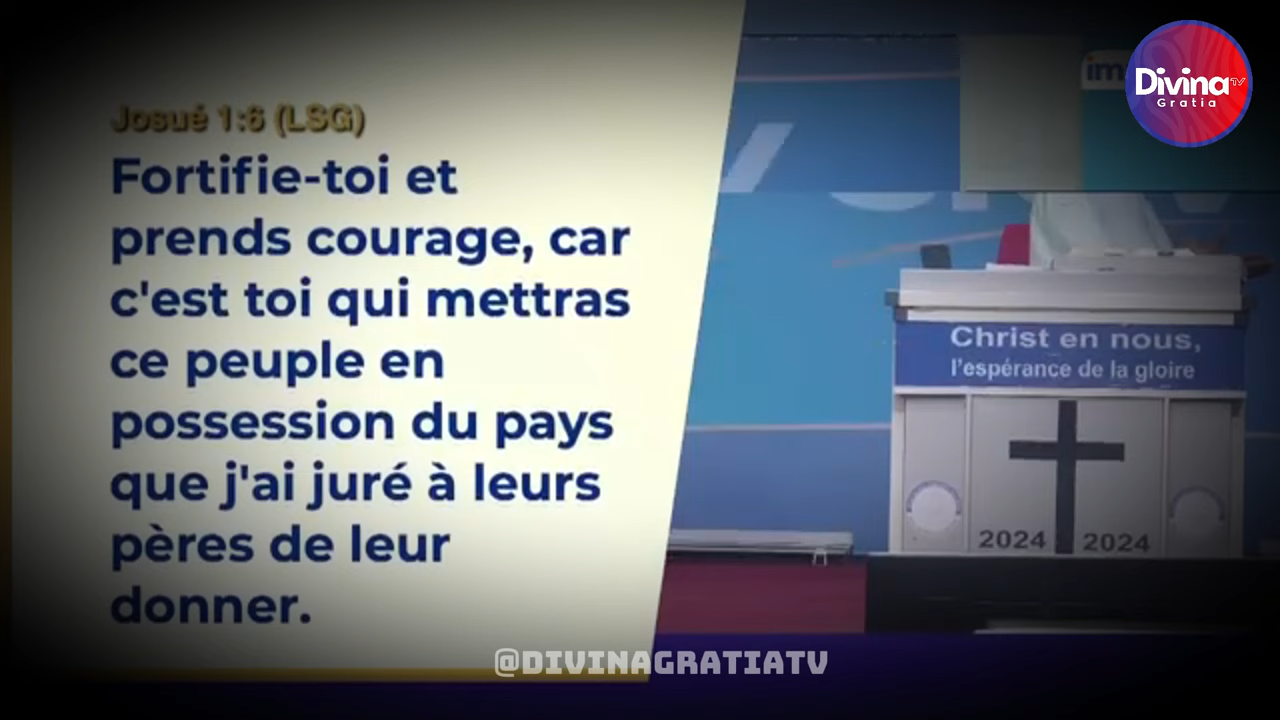 Josué 1:6 (LSG)
Fortifie-toi et
prends courage, car
c'est toi qui mettras
ce peuple en
possession du pays
que j'ai juré à leurs
pères de leur
donner.
im
Divina TV
Gratia
Christ en nous,
l'espérance de la gloire
2024 2024
@DIVINAGRATIATV